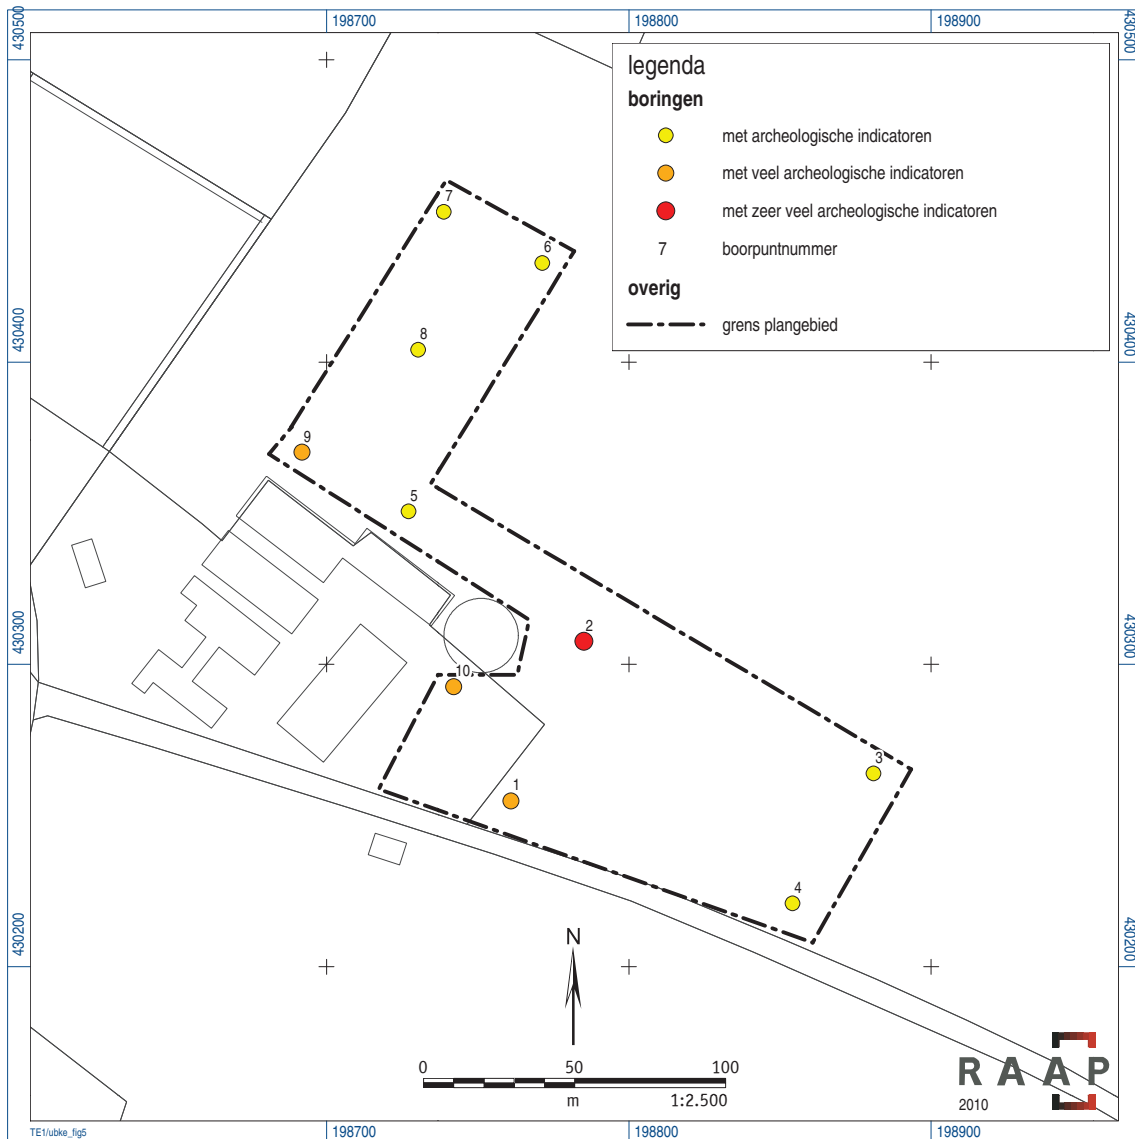 198700 198800 198900
430500 430500
legenda
boringen
met archeologische indicatoren
met veel archeologische indicatoren
met zeer veel archeologische indicatoren
7 boorpuntnummer
overig
grens plangebied
7
6
8
430400 430400
9
5
2
430300 430300
10
3
1
4
N
430200 430200
0 50 100
m 1:2.500
RAAP
2010
TE1/ubke_fig5
198700 198800 198900